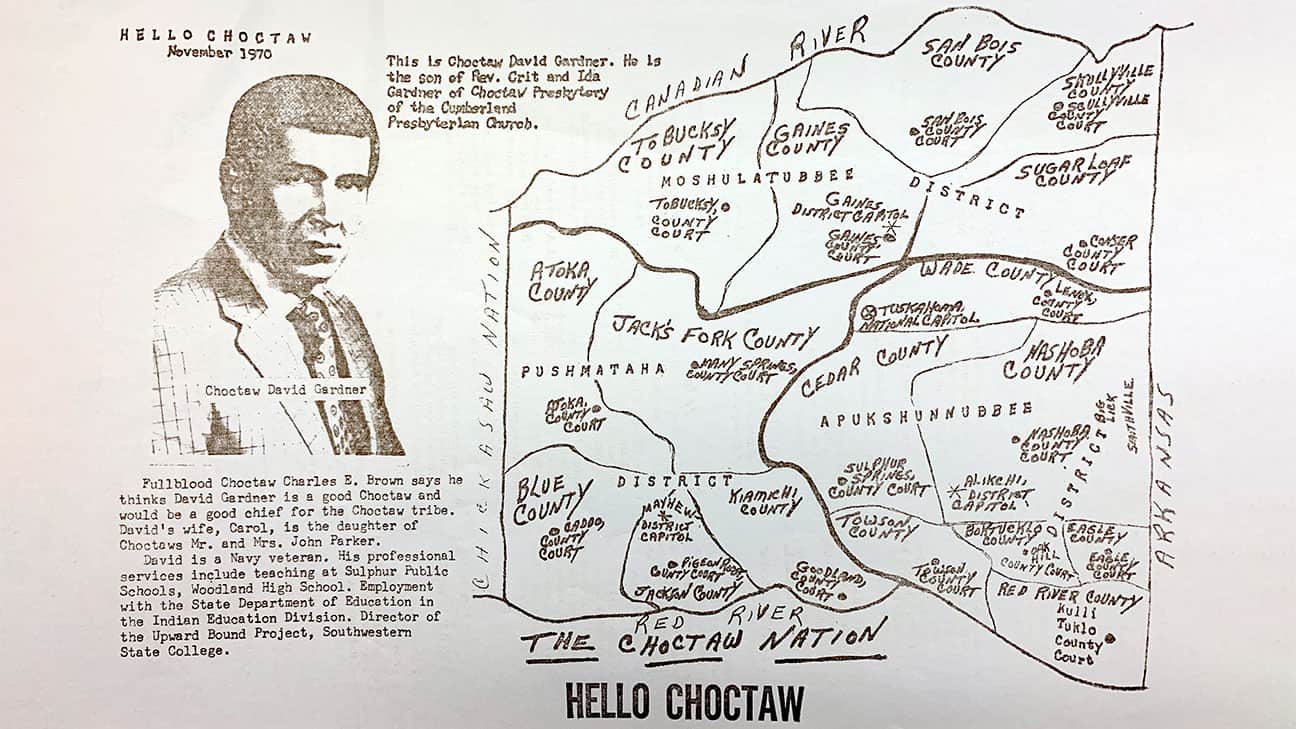 HELLO CHOCTAW
November 1970
This is Choctaw David Gardner. He is
the son of Rev. Crit and Ida
Gardner of Choctaw Presbytery
of the Cumberland
Presbyterian Church.
Choctaw David Gardner
Fullblood Choctaw Charles E. Brown says he
thinks David Gardner is a good Choctaw and
would be a good chief for the Choctaw tribe.
David's wife, Carol, is the daughter of
Choctaws Mr. and Mrs. John Parker.
David is a Navy veteran. His professional
services include teaching at Sulphur Public
Schools, Woodland High School. Employment
with the State Department of Education in
the Indian Education Division. Director of
the Upward Bound Project, Southwestern
State College.
CANADIAN RIVER
SAN BOIS
COUNTY
SKULLYVILLE
COUNTY
SCULLYVILLE
COUNTY
COURT
SAN BOIS
COUNTY
COURT
TOBUCKSY
COUNTY
GAINES
COUNTY
SUGAR LOAF
COUNTY
MOSHULATUBBEE DISTRICT
TOBUCKSY,
COUNTY
COURT
GAINES
DISTRICT CAPITOL
GAINES
COUNTY
COURT
CONSER
COUNTY
COURT
CHICKASAW NATION
ATOKA
COUNTY
WADE COUNTY
LENOX,
COUNTY
COURT
TUSKAHOMA,
NATIONAL CAPITOL
JACK'S FORK COUNTY
MANY SPRINGS,
COUNTY COURT
CEDAR COUNTY
NASHOBA
COUNTY
PUSHMATAHA
ATOKA,
COUNTY
COURT
APUKSHUNNUBBEE
DISTRICT
BIG
LICK
SMITHVILLE
ARKANSAS
NASHOBA
COUNTY
COURT
SULPHUR
SPRINGS,
COUNTY COURT
ALIKCHI,
DISTRICT
CAPITOL
BLUE
COUNTY
DISTRICT
CADDO,
COUNTY
COURT
MAYHEW
DISTRICT
CAPITOL
KIAMICHI
COUNTY
PIGEON ROOST,
COUNTY COURT
JACKSON COUNTY
GOODLAND,
COUNTY
COURT
TOWSON
COUNTY
TOWSON
COUNTY
COURT
COUNTY
OAK
HILL
COUNTY COURT
EAGLE
COUNTY
EAGLE,
COUNTY
COURT
RED RIVER COUNTY
Kulli
Tuklo
County
Court
RED RIVER
THE CHOCTAW NATION
HELLO CHOCTAW